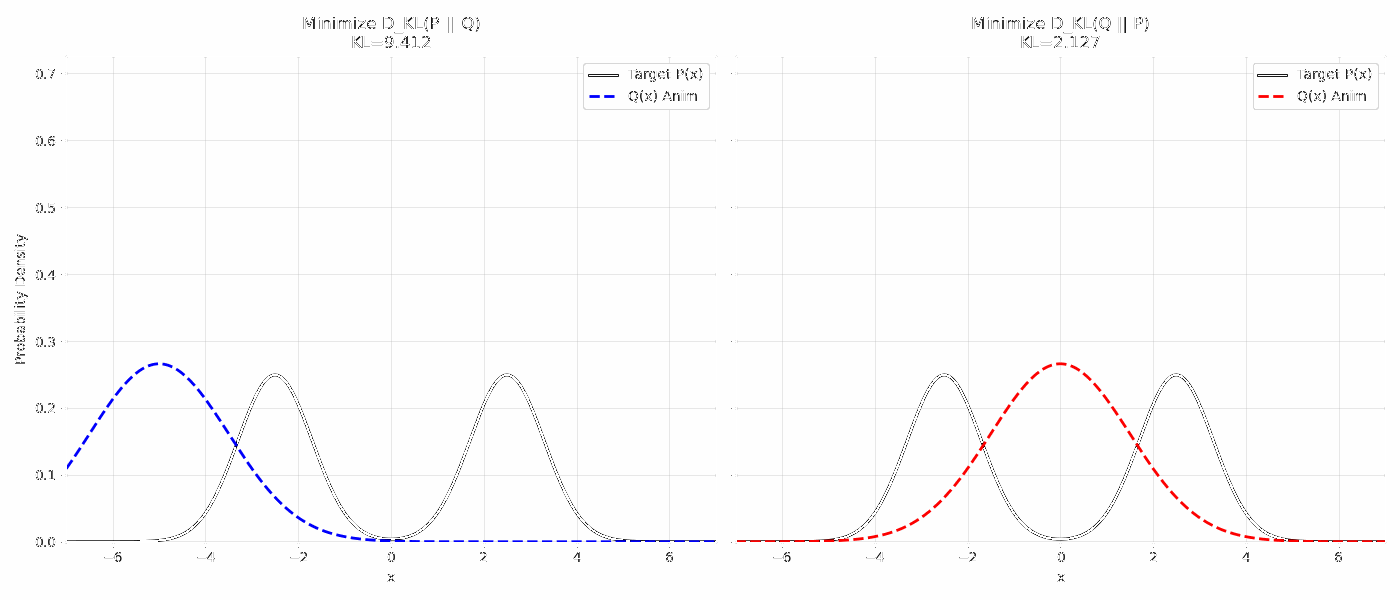 Minimize D_KL(P || Q)
KL=9.412
Target P(x)
Q(x) Anim
0.7
0.6
0.5
0.4
0.3
0.2
0.1
0.0
Probability Density
−6
−4
−2
0
2
4
6
x
Minimize D_KL(Q || P)
KL=2.127
Target P(x)
Q(x) Anim
−6
−4
−2
0
2
4
6
x